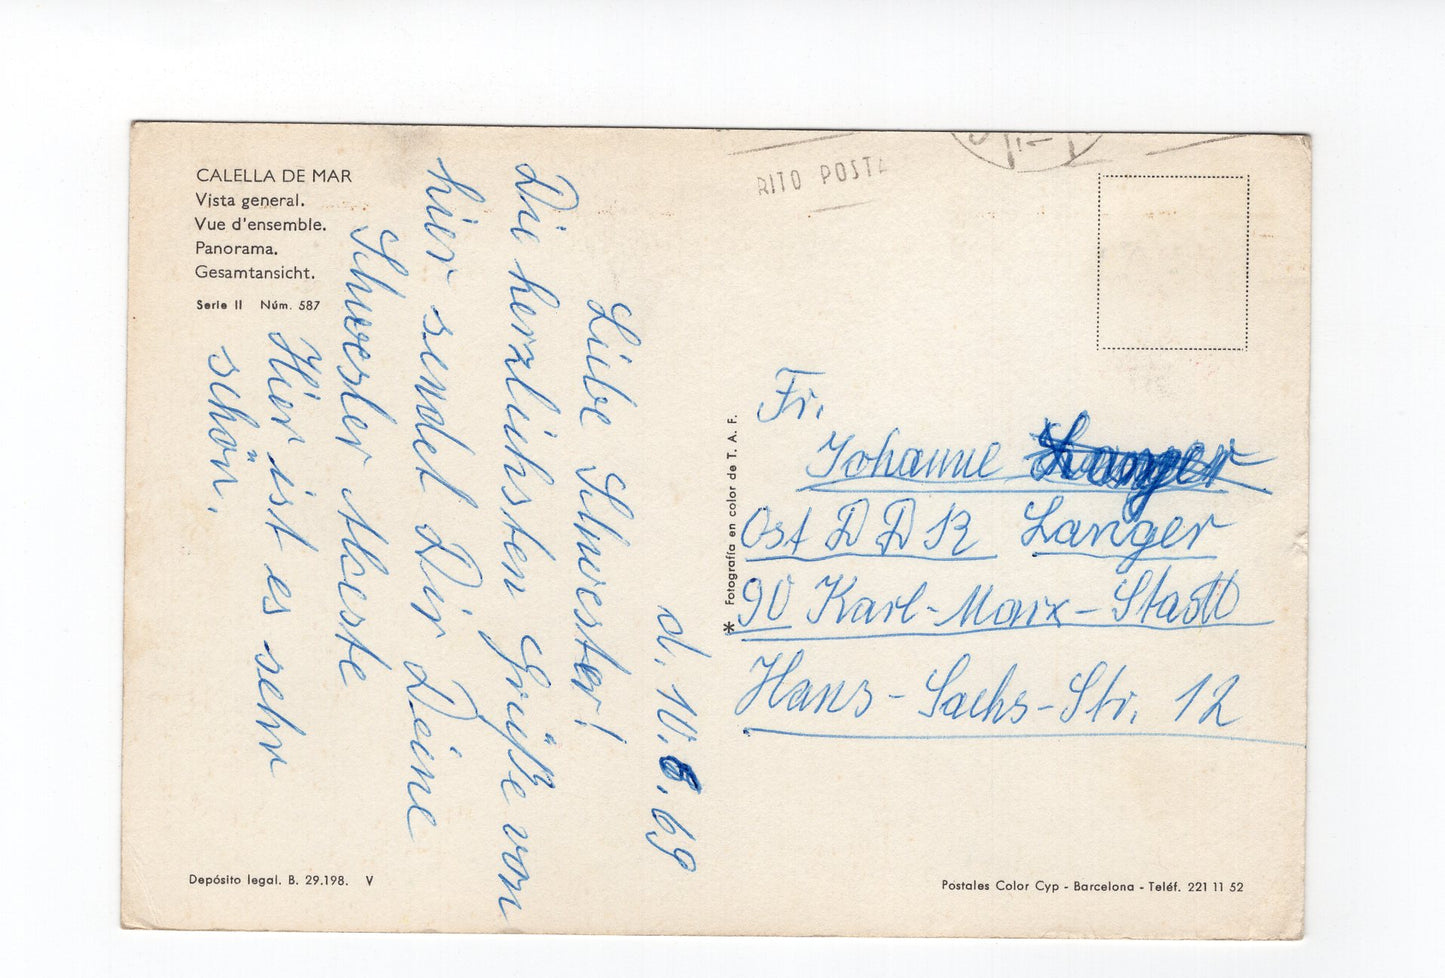 CALELLA DE MAR
Vista general.
Vue d'ensemble.
Panorama.
Gesamtansicht.
Serie II Núm. 587
d. 10.6.69
Liebe Schwester!
Die herzlichsten Grüße von
hier sendet Dir Deine
Schwester
Hier ist es sehr
schön.
RITO POSTA
Fr.
Johanne Langer
Ost DDR Langer
90 Karl-Marx-Stadt
Hans-Sachs-Str. 12
* Fotografía en color de T. A. F.
Depósito legal. B. 29.198. V
Postales Color Cyp - Barcelona - Teléf. 221 11 52